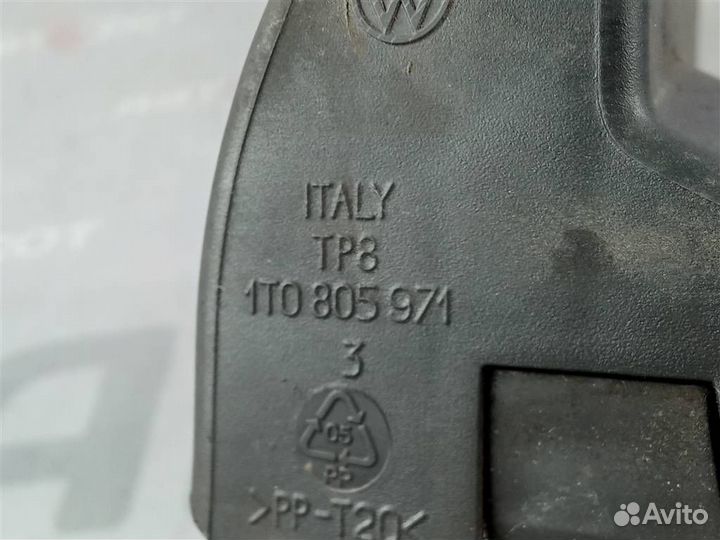 ITALY
TP8
1T0 805 971
3
05
PP
>PP-T20<
Avito